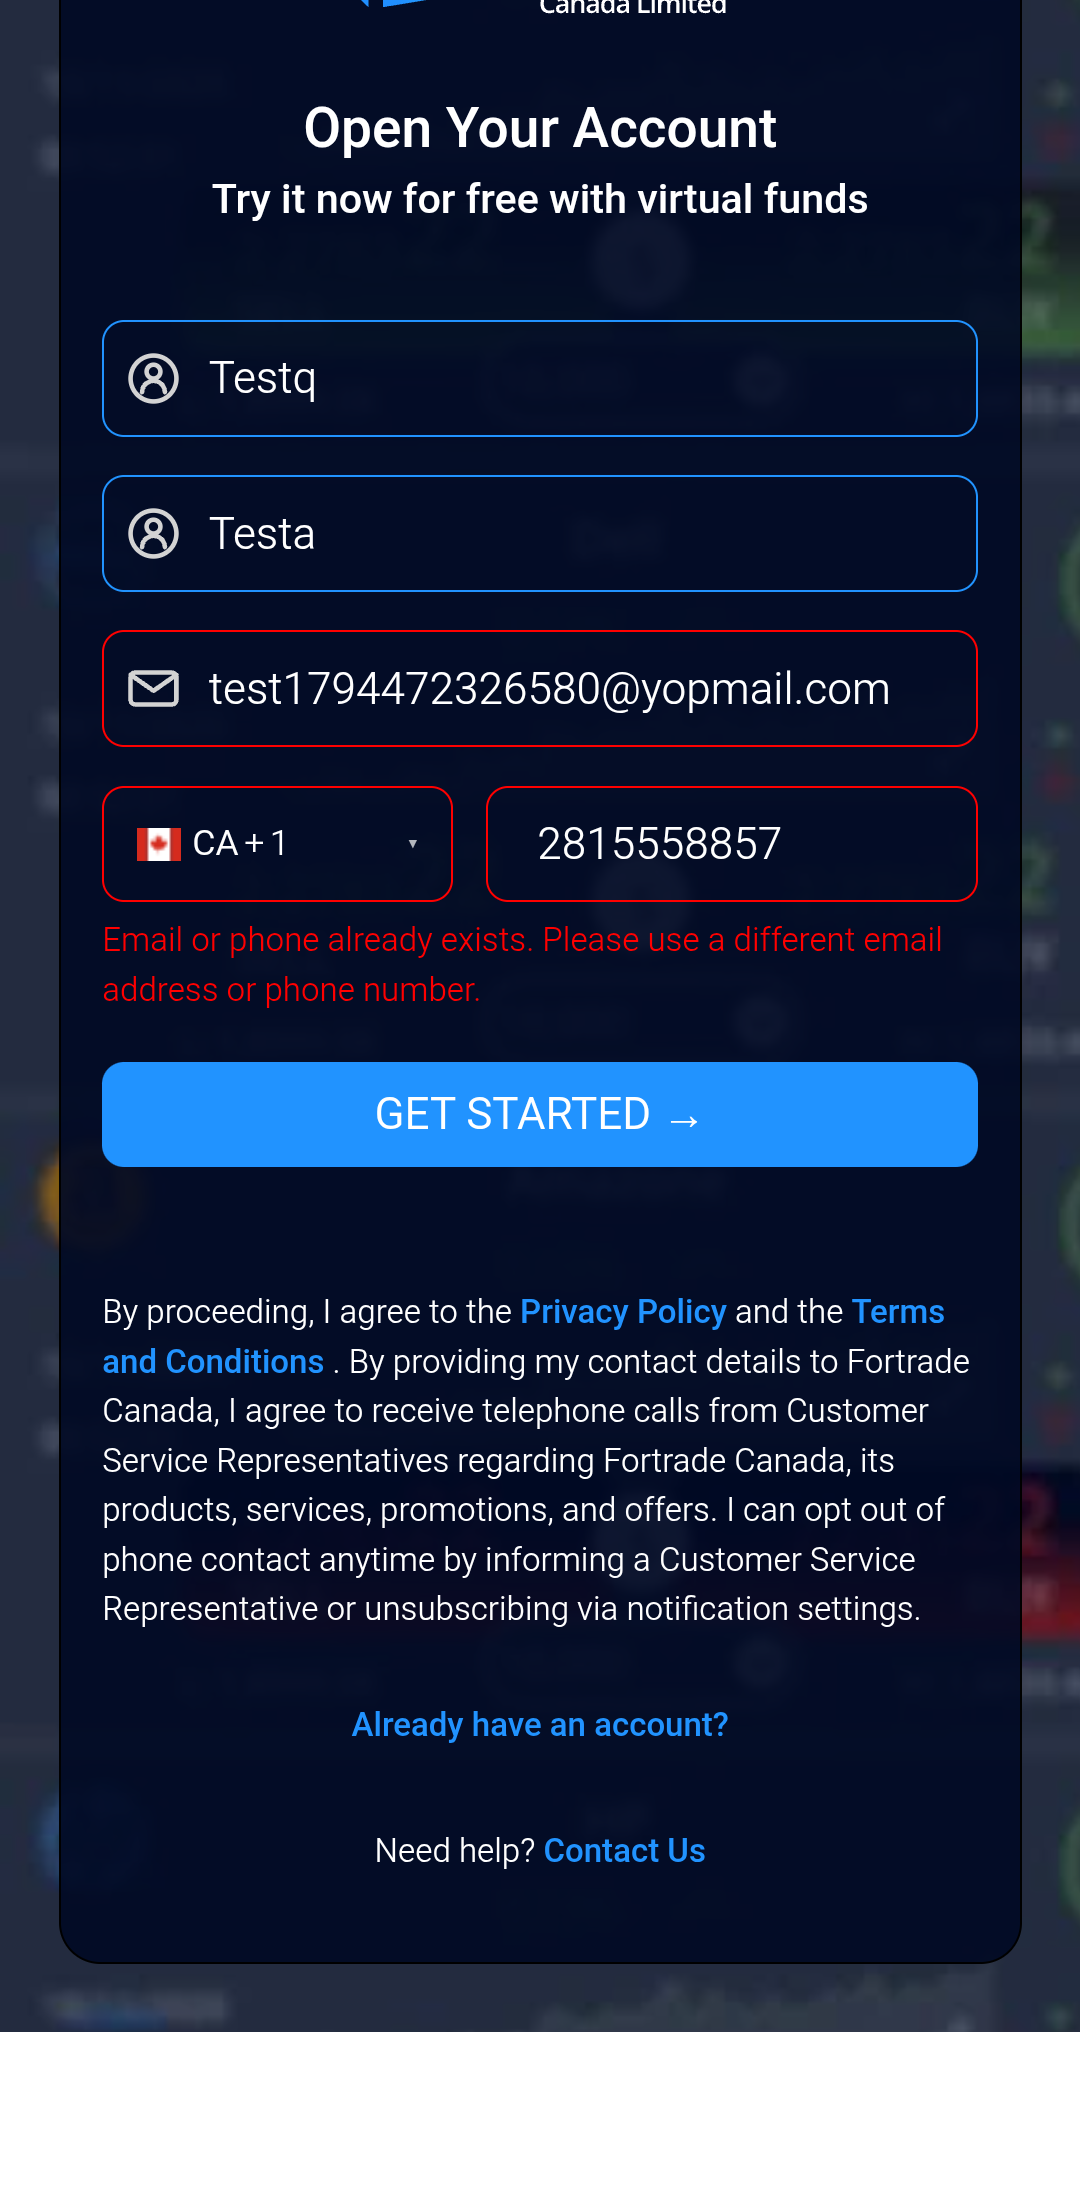 Canada Limited
Open Your Account
Try it now for free with virtual funds
Testq
Testa
test1794472326580@yopmail.com
CA + 1 ▼ 2815558857
Email or phone already exists. Please use a different email
address or phone number.
GET STARTED →
By proceeding, I agree to the Privacy Policy and the Terms
and Conditions . By providing my contact details to Fortrade
Canada, I agree to receive telephone calls from Customer
Service Representatives regarding Fortrade Canada, its
products, services, promotions, and offers. I can opt out of
phone contact anytime by informing a Customer Service
Representative or unsubscribing via notification settings.
Already have an account?
Need help? Contact Us